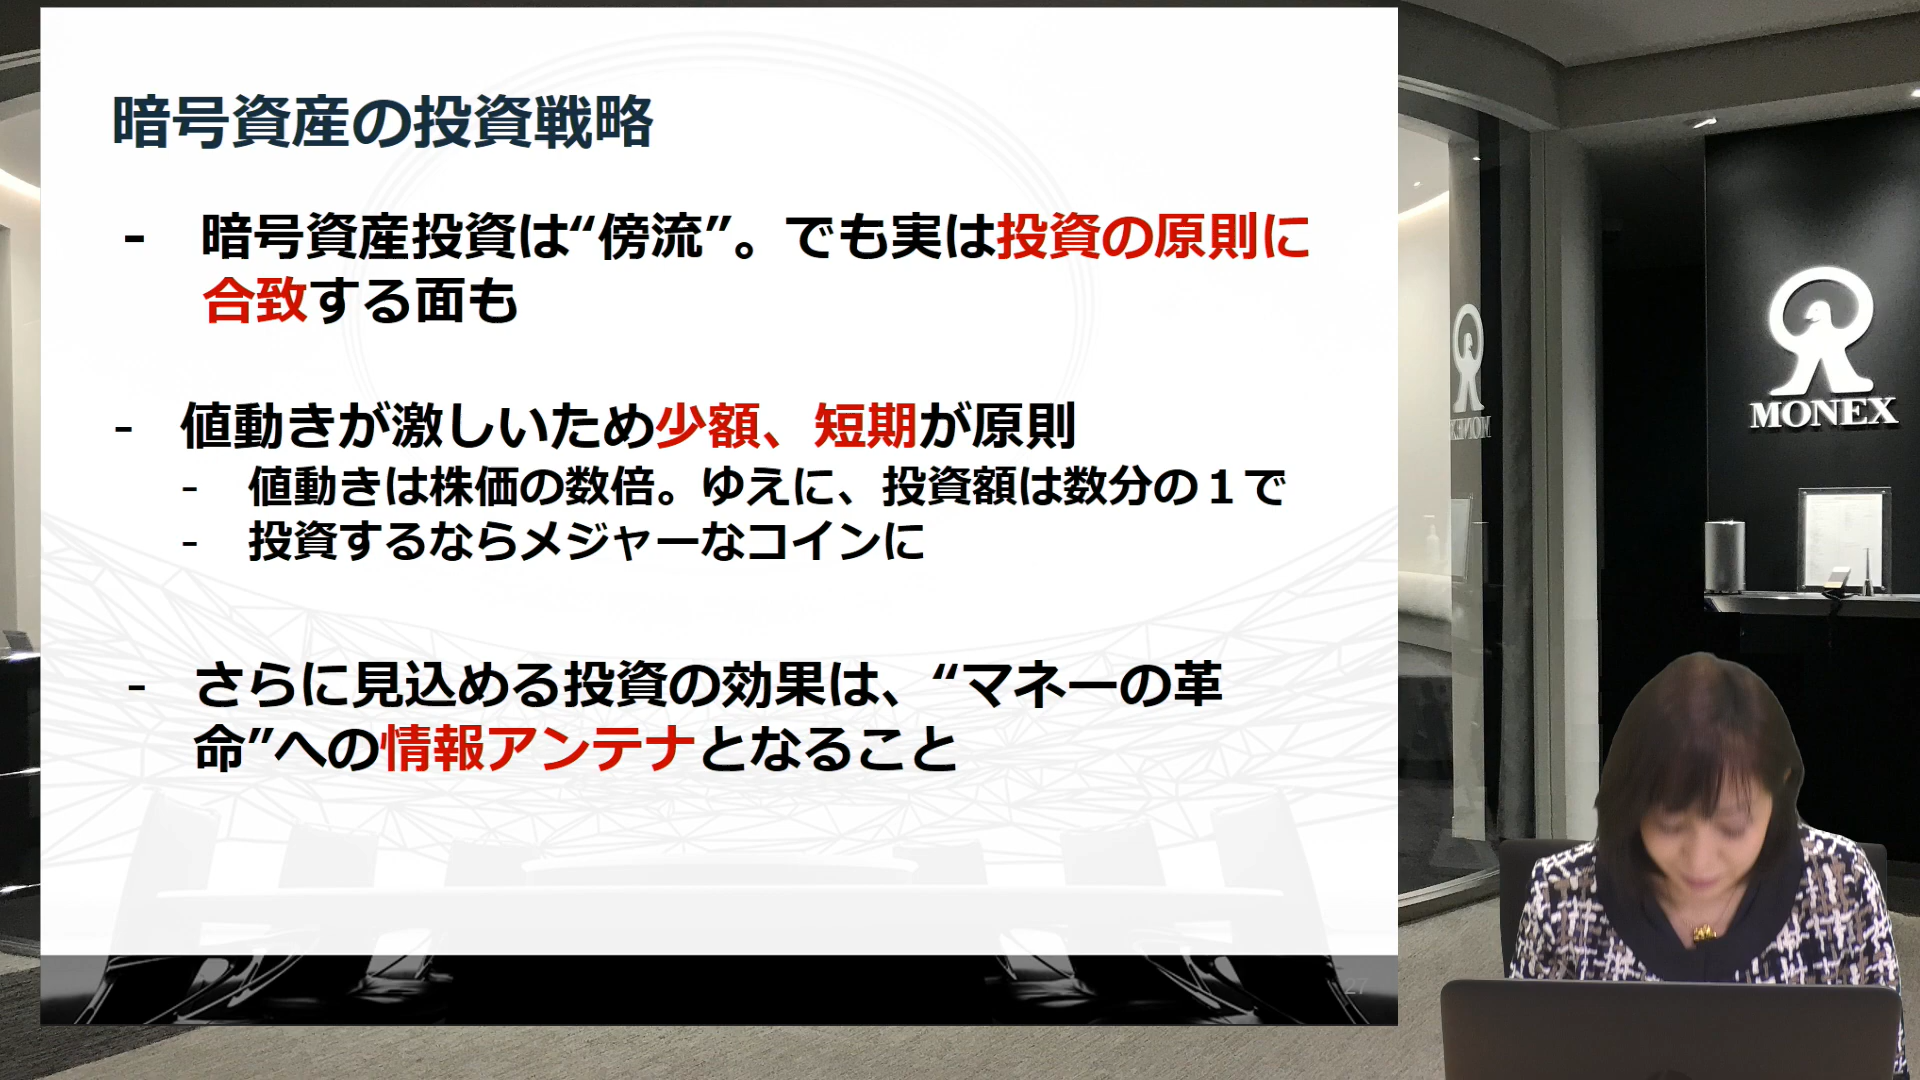 暗号資産の投資戦略
- 暗号資産投資は“傍流”。でも実は投資の原則に
合致する面も
- 値動きが激しいため少額、短期が原則
- 値動きは株価の数倍。ゆえに、投資額は数分の１で
- 投資するならメジャーなコインに
- さらに見込める投資の効果は、“マネーの革
命”への情報アンテナとなること
27
MONEX
MONEX